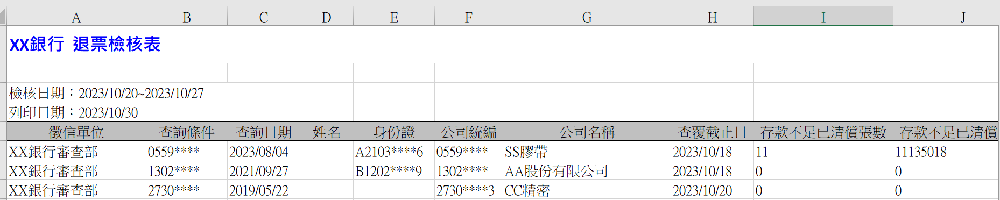 A B C D E F G H I J
XX銀行 退票檢核表
檢核日期：2023/10/20~2023/10/27
列印日期：2023/10/30
徵信單位 查詢條件 查詢日期 姓名 身份證 公司統編 公司名稱 查覆截止日 存款不足已清償張數 存款不足已清償
XX銀行審查部 0559**** 2023/08/04 A2103****6 0559**** SS膠帶 2023/10/18 11 11135018
XX銀行審查部 1302**** 2021/09/27 B1202****9 1302**** AA股份有限公司 2023/10/18 0 0
XX銀行審查部 2730**** 2019/05/22 2730****3 CC精密 2023/10/20 0 0